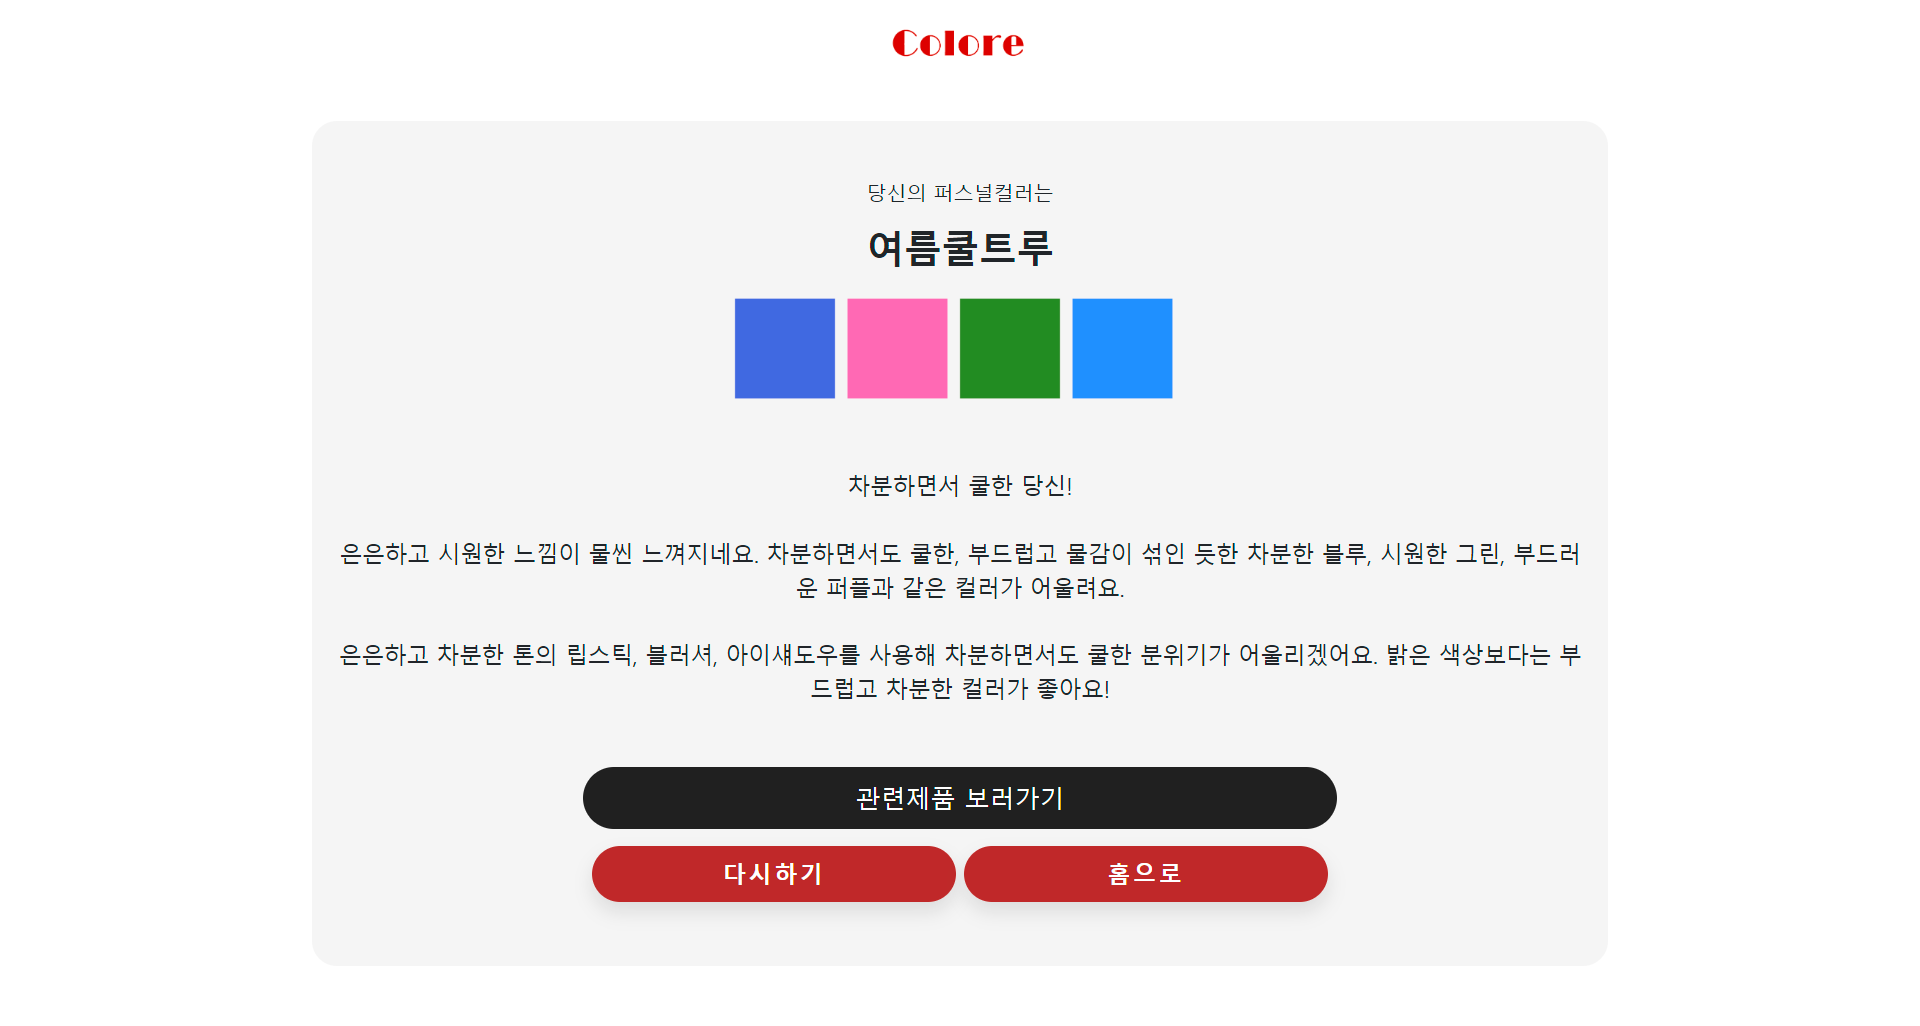 Colore
당신의 퍼스널컬러는
여름쿨트루
차분하면서 쿨한 당신!
은은하고 시원한 느낌이 물씬 느껴지네요. 차분하면서도 쿨한, 부드럽고 물감이 섞인 듯한 차분한 블루, 시원한 그린, 부드러
운 퍼플과 같은 컬러가 어울려요.
은은하고 차분한 톤의 립스틱, 블러셔, 아이섀도우를 사용해 차분하면서도 쿨한 분위기가 어울리겠어요. 밝은 색상보다는 부
드럽고 차분한 컬러가 좋아요!
관련제품 보러가기
다시하기
홈으로